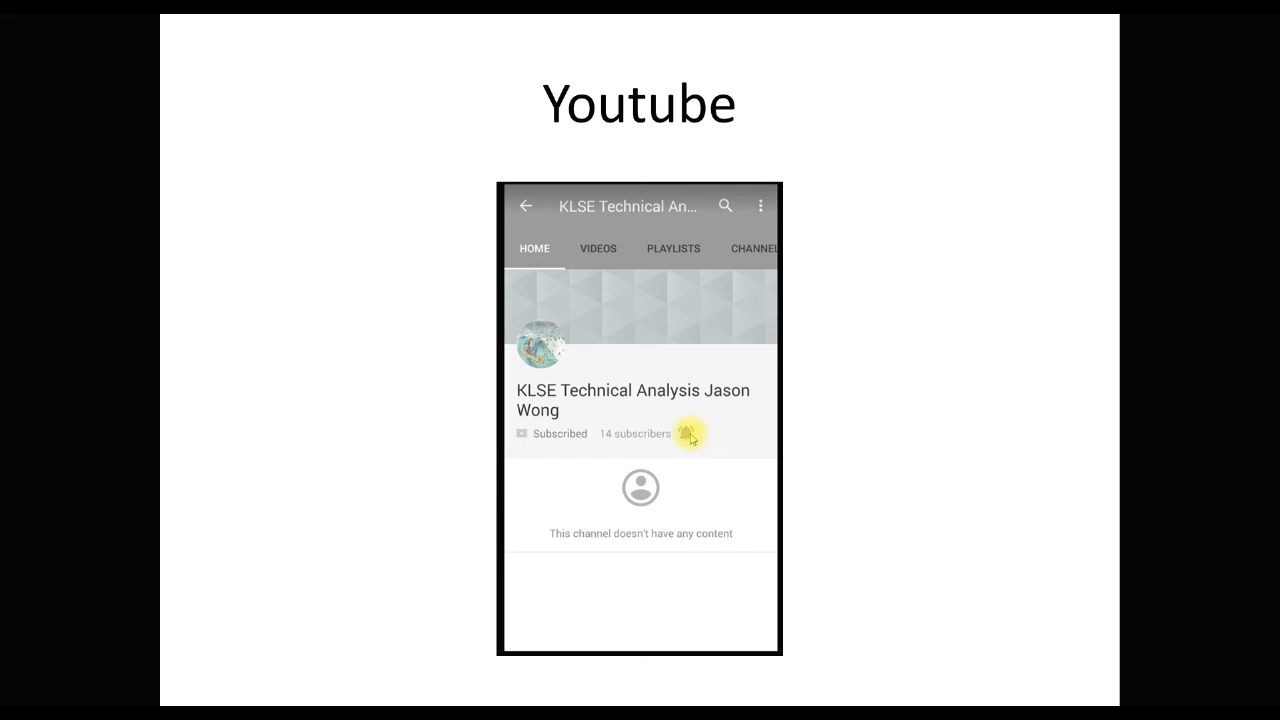 Youtube
KLSE Technical An...
HOME VIDEOS PLAYLISTS CHANNEL
KLSE Technical Analysis Jason
Wong
Subscribed 14 subscribers
This channel doesn't have any content